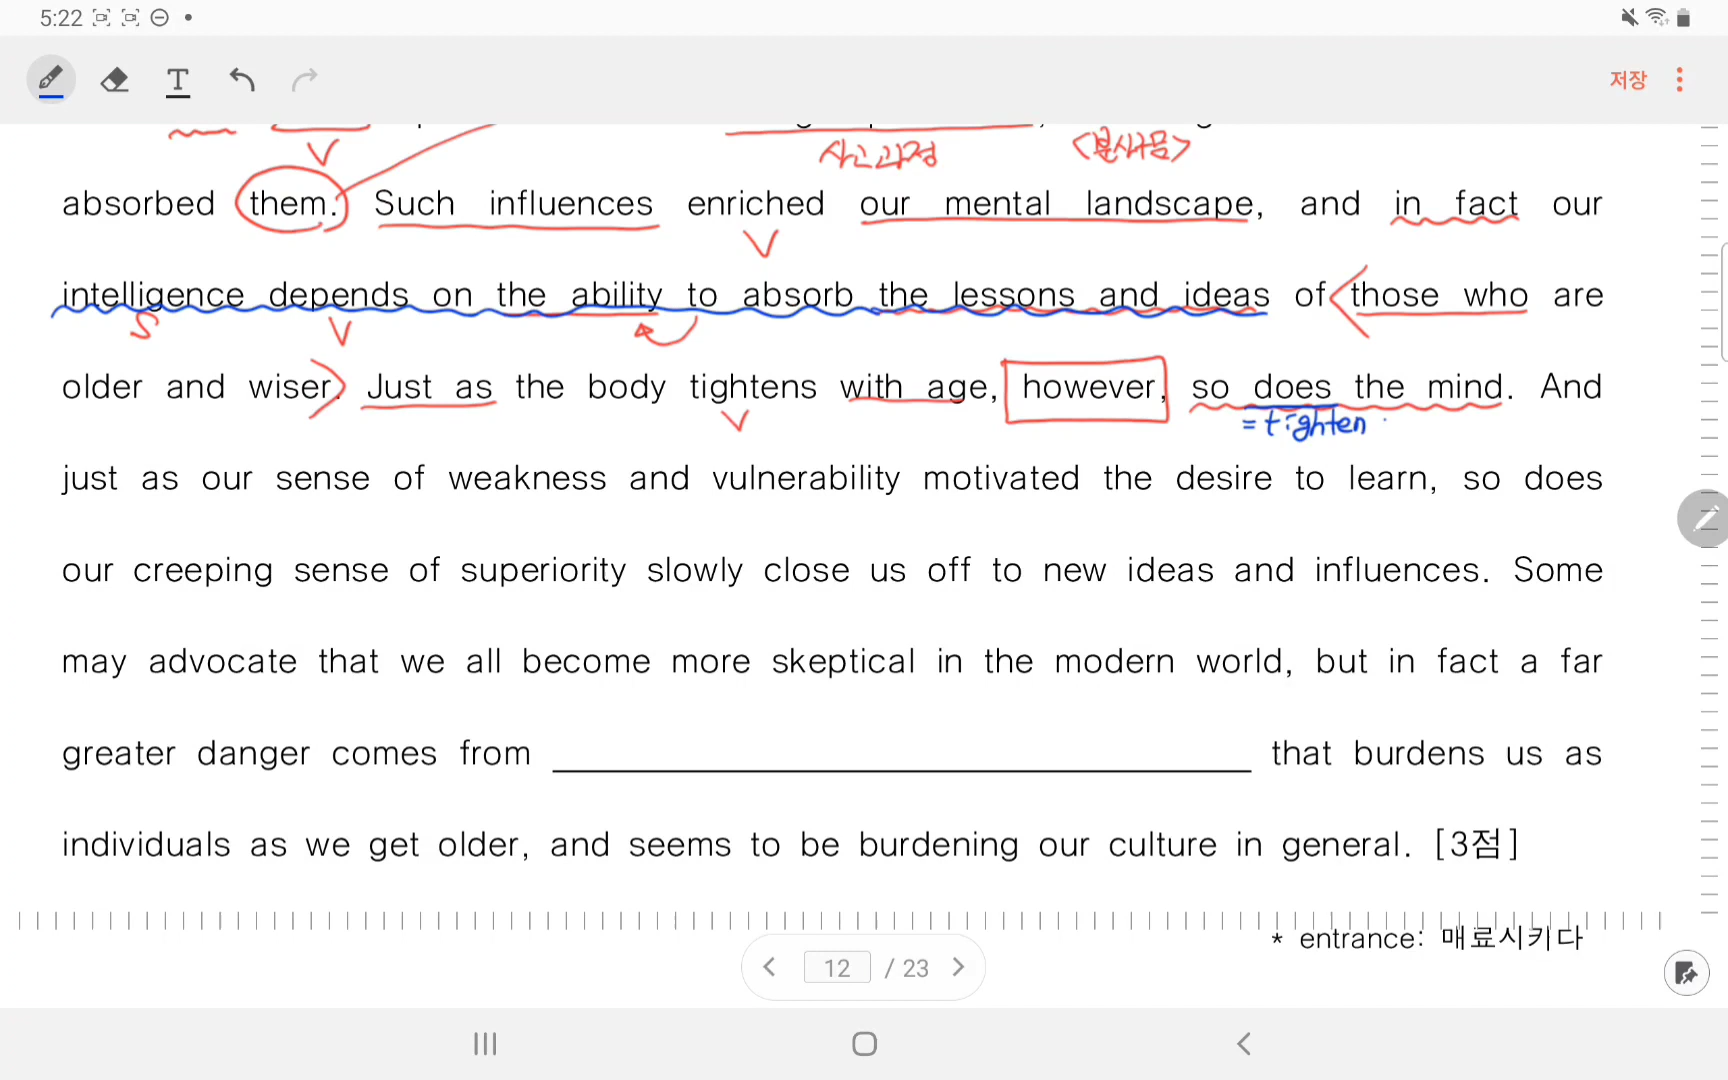 5:22
저장
사고과정
<분사구문>
V
absorbed them. Such influences enriched our mental landscape, and in fact our
V
intelligence depends on the ability to absorb the lessons and ideas of those who are
S V
older and wiser. Just as the body tightens with age, however, so does the mind. And
V =tighten
just as our sense of weakness and vulnerability motivated the desire to learn, so does
our creeping sense of superiority slowly close us off to new ideas and influences. Some
may advocate that we all become more skeptical in the modern world, but in fact a far
greater danger comes from that burdens us as
individuals as we get older, and seems to be burdening our culture in general. [3점]
* entrance: 매료시키다
12 / 23